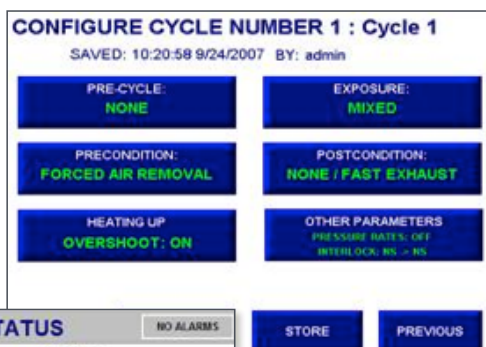 CONFIGURE CYCLE NUMBER 1 : Cycle 1
SAVED: 10:20:58 9/24/2007 BY: admin
PRE-CYCLE:
NONE
EXPOSURE:
MIXED
PRECONDITION:
FORCED AIR REMOVAL
POSTCONDITION:
NONE / FAST EXHAUST
HEATING UP
OVERSHOOT: ON
OTHER PARAMETERS
PRESSURE RATES: OFF
INTERLOCK: NS > NS
TATUS
NO ALARMS
STORE
PREVIOUS